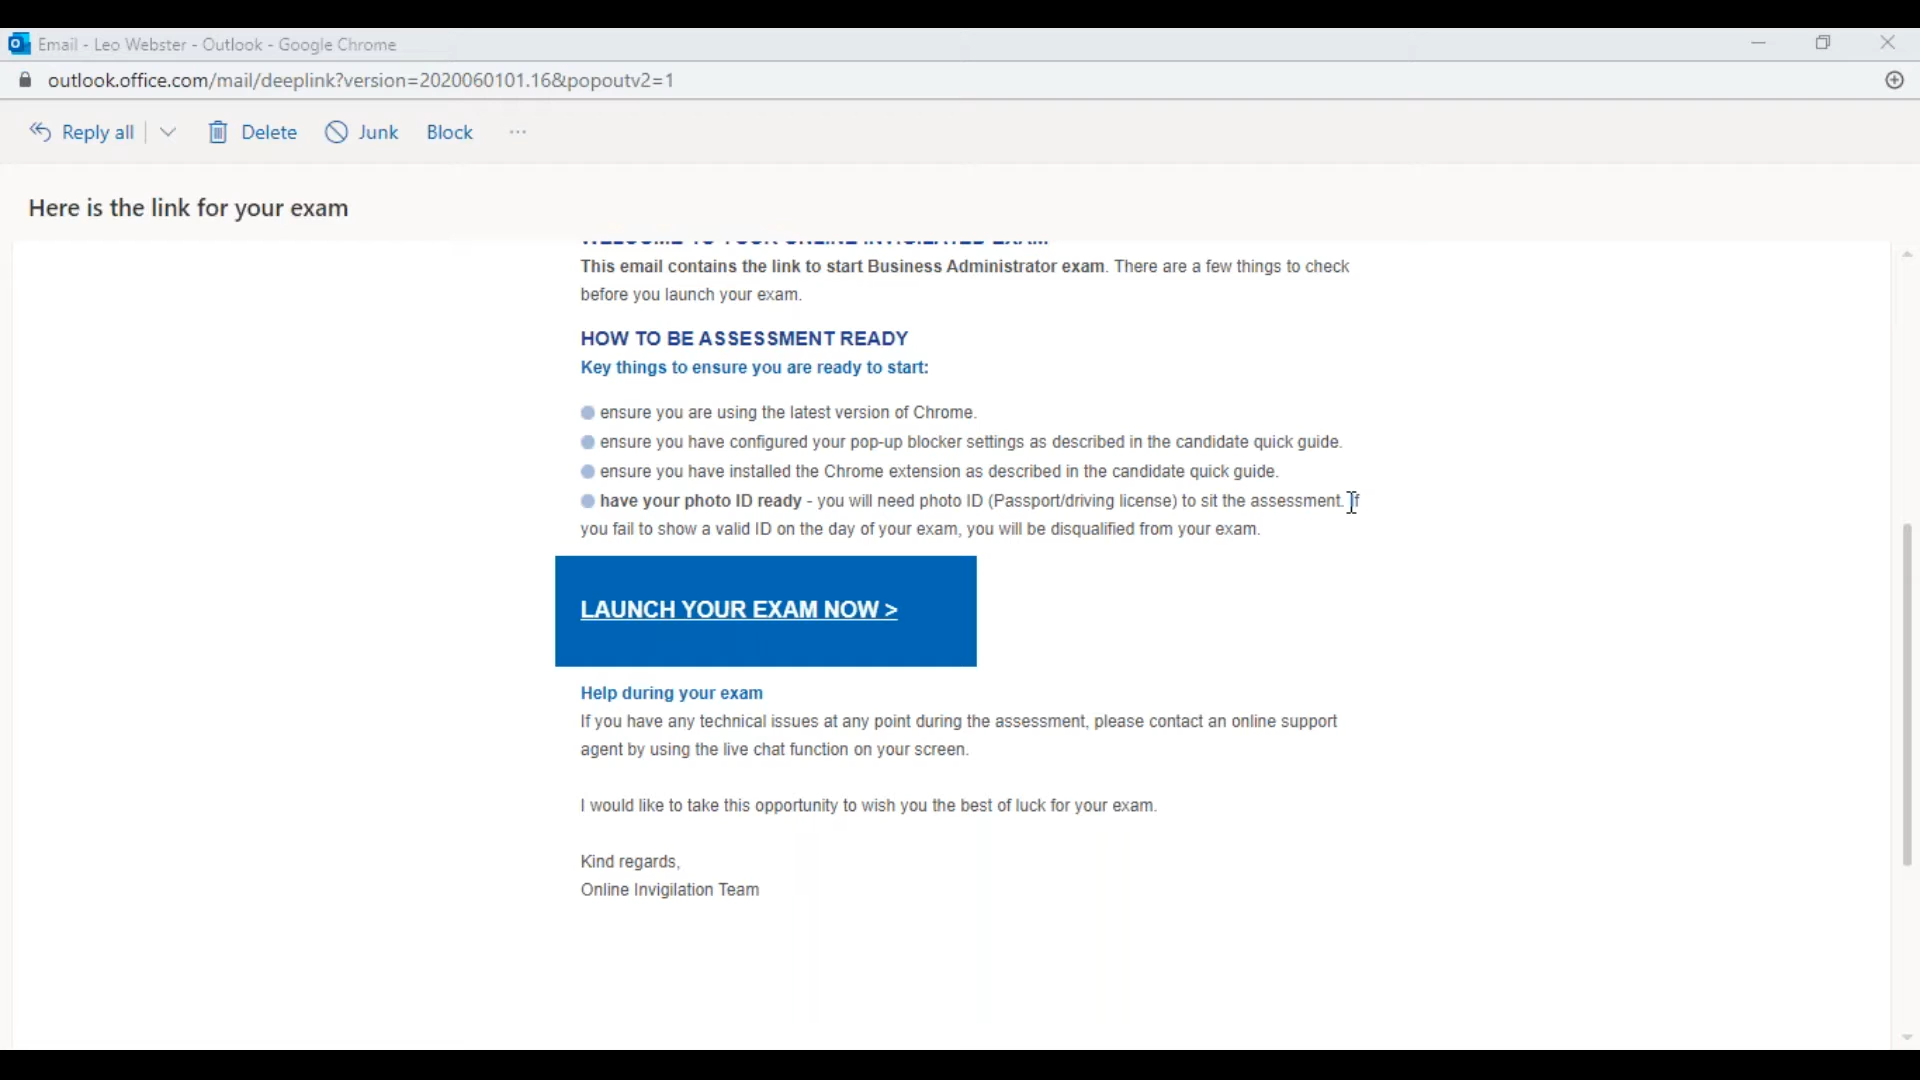 Email - Leo Webster - Outlook - Google Chrome
outlook.office.com/mail/deeplink?version=2020060101.16&popoutv2=1
Reply all Delete Junk Block ...
Here is the link for your exam
WELCOME TO YOUR ONLINE INVIGILATED EXAM
This email contains the link to start Business Administrator exam. There are a few things to check
before you launch your exam.
HOW TO BE ASSESSMENT READY
Key things to ensure you are ready to start:
ensure you are using the latest version of Chrome.
ensure you have configured your pop-up blocker settings as described in the candidate quick guide.
ensure you have installed the Chrome extension as described in the candidate quick guide.
have your photo ID ready - you will need photo ID (Passport/driving license) to sit the assessment. If
you fail to show a valid ID on the day of your exam, you will be disqualified from your exam.
LAUNCH YOUR EXAM NOW >
Help during your exam
If you have any technical issues at any point during the assessment, please contact an online support
agent by using the live chat function on your screen.
I would like to take this opportunity to wish you the best of luck for your exam.
Kind regards,
Online Invigilation Team